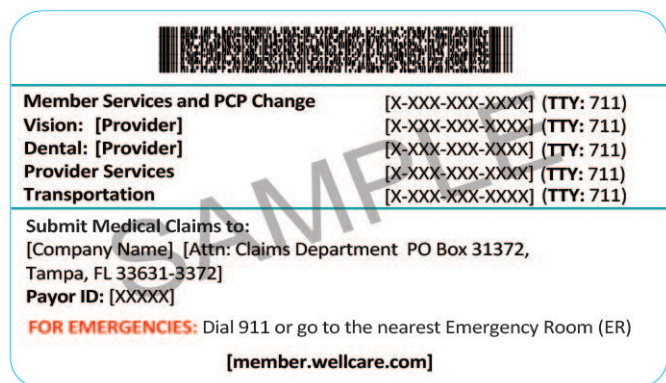 Member Services and PCP Change [X-XXX-XXX-XXXX] (TTY: 711)
Vision: [Provider] [X-XXX-XXX-XXXX] (TTY: 711)
Dental: [Provider] [X-XXX-XXX-XXXX] (TTY: 711)
Provider Services [X-XXX-XXX-XXXX] (TTY: 711)
Transportation [X-XXX-XXX-XXXX] (TTY: 711)
SAMPLE
Submit Medical Claims to:
[Company Name] [Attn: Claims Department PO Box 31372,
Tampa, FL 33631-3372]
Payor ID: [XXXXX]
FOR EMERGENCIES: Dial 911 or go to the nearest Emergency Room (ER)
[member.wellcare.com]